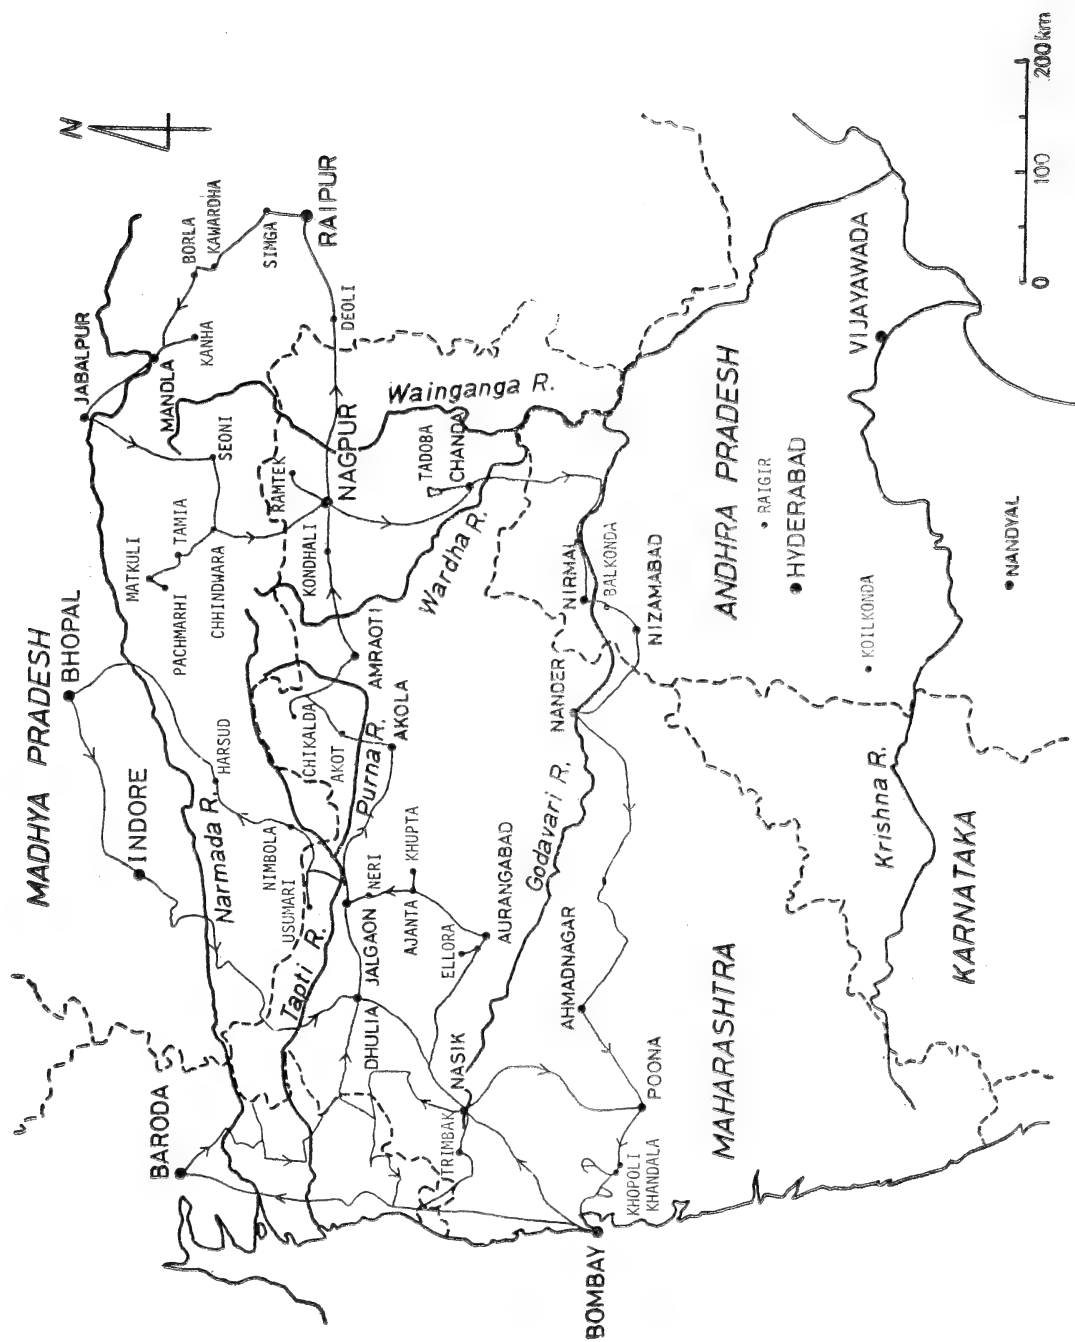 N
MADHYA PRADESH
BHOPAL
JABALPUR
INDORE
BARODA
MATKULI
TAMIA
PACHMARHI
CHHINDWARA
MANDLA
SEONI
KANHA
BORLA
KAWARDHA
SIMGA
RAIPUR
DEOLI
Narmada R.
HARSUD
NIMBOLA
USUMARI
Tapti R.
CHIKALDA
AKOT
Purna R.
AKOLA
AMRAOTI
KONDHALI
RAMTEK
NAGPUR
Wainganga R.
TADOBA
CHANDA
Wardha R.
DHULIA
JALGAON
NERI
AJANTA
KHUPTA
ELLORA
AURANGABAD
TRIMBAK
NASIK
Godavari R.
NANDER
NIRMAL
BALKONDA
NIZAMABAD
AHMADNAGAR
POONA
KHOPOLI
KHANDALA
BOMBAY
MAHARASHTRA
ANDHRA PRADESH
RAIGIR
HYDERABAD
KOILKONDA
VIJAYAWADA
Krishna R.
KARNATAKA
NANDYAL
0 100 200 km